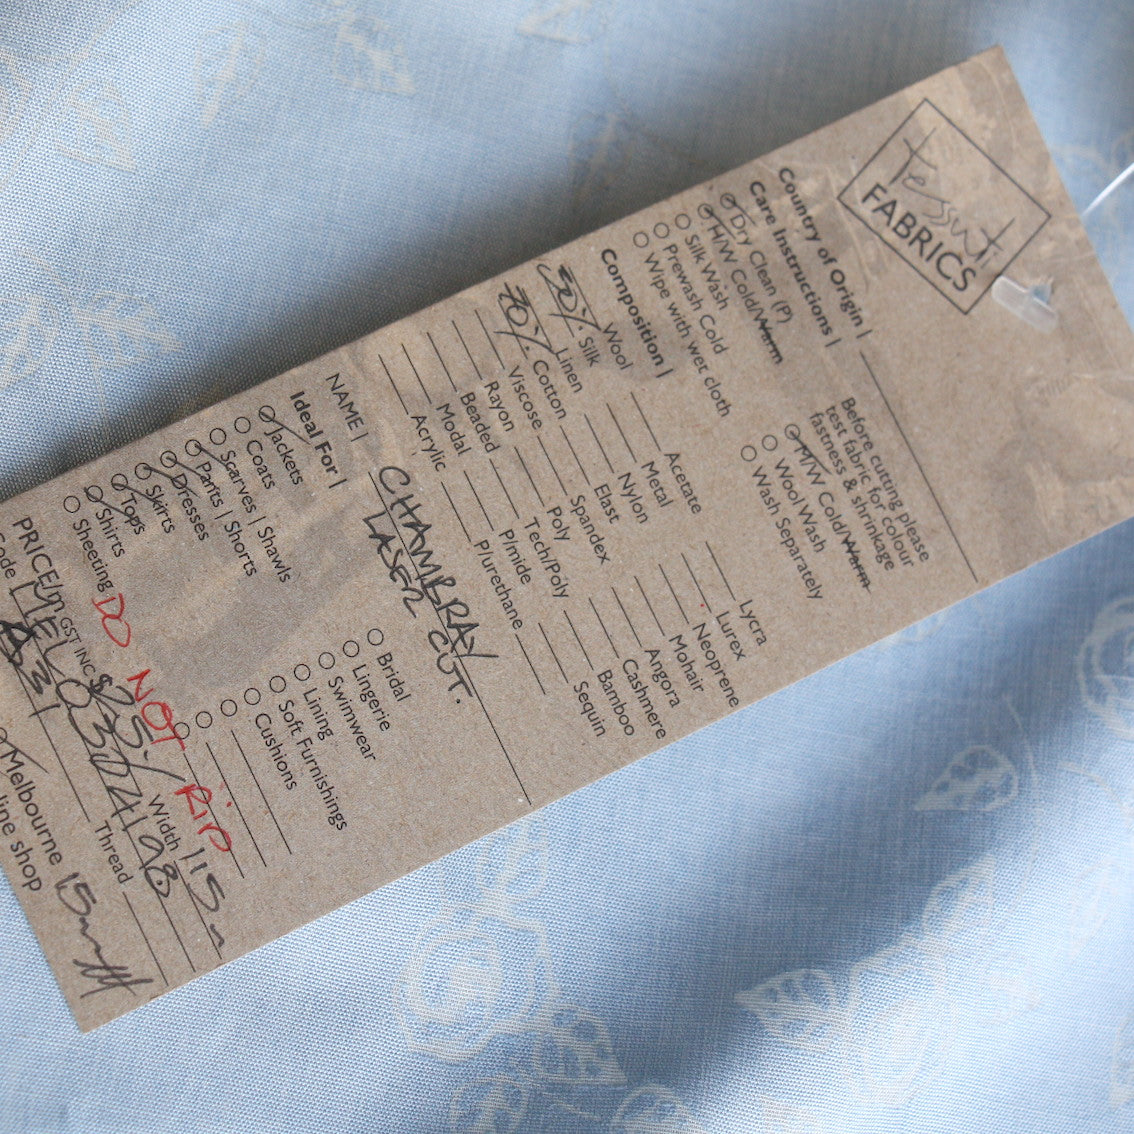 tessuti
FABRICS
Country of Origin |
Care Instructions |
Dry Clean (P)
H/W Cold/Warm
Silk Wash
Prewash Cold
Wipe with wet cloth
Before cutting please
test fabric for colour
fastness & shrinkage
M/W Cold/Warm
Wool Wash
Wash Separately
Composition |
Wool
30% Silk
Linen
70% Cotton
Viscose
Rayon
Beaded
Modal
Acrylic
Acetate
Metal
Nylon
Elast
Spandex
Poly
Tech/Poly
P/mide
P/urethane
Lycra
Lurex
Neoprene
Mohair
Angora
Cashmere
Bamboo
Sequin
NAME | CHAMBRAY
LASER CUT.
Ideal For |
Jackets
Coats
Scarves | Shawls
Pants | Shorts
Dresses
Skirts
Tops
Shirts
Sheeting
Bridal
Lingerie
Swimwear
Lining
Soft Furnishings
Cushions
DO NOT RIP
PRICE/m GST INC $ 25./ Width 115
Thread
Melbourne
line shop